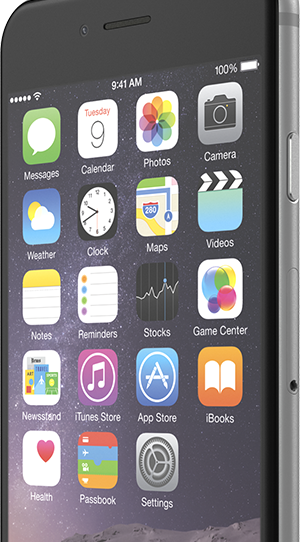 9:41 AM 100%
Tuesday
9
280
Messages Calendar Photos Camera
Weather Clock Maps Videos
Notes Reminders Stocks Game Center
Newsstand iTunes Store App Store iBooks
Health Passbook Settings